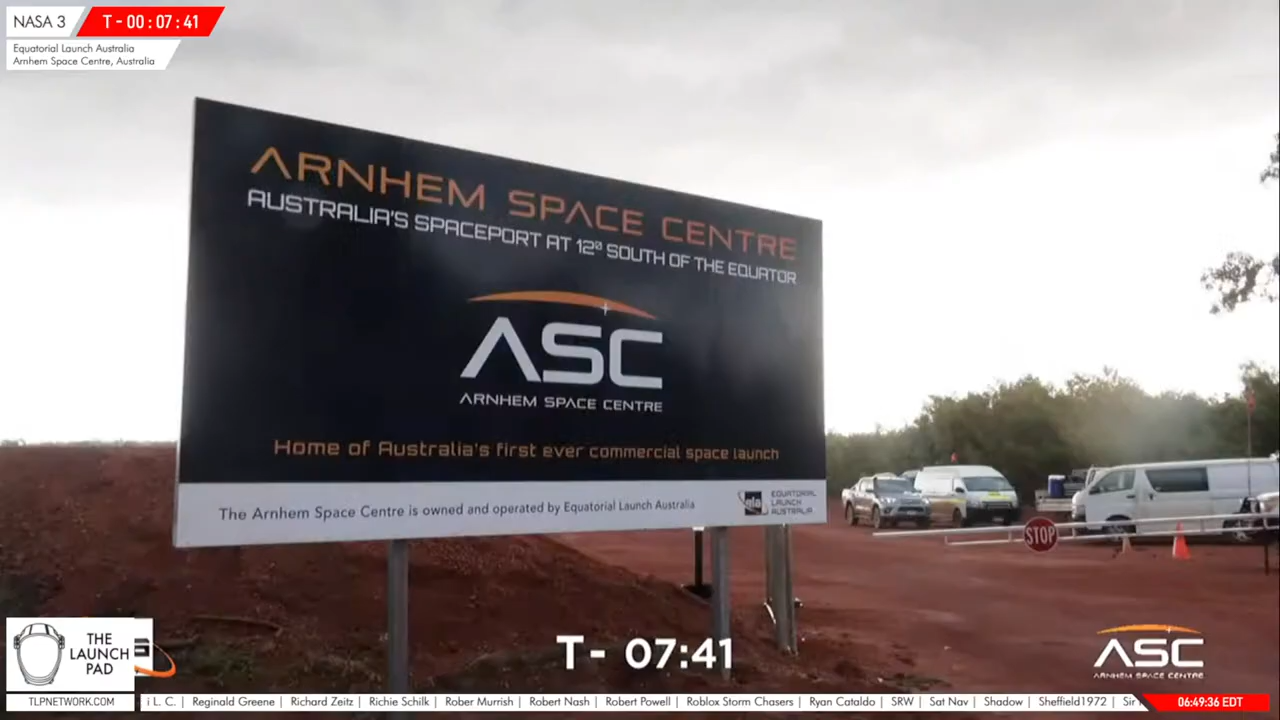 NASA 3
T - 00 : 07 : 41
Equatorial Launch Australia
Arnhem Space Centre, Australia
ARNHEM SPACE CENTRE
AUSTRALIA'S SPACEPORT AT 12° SOUTH OF THE EQUATOR
ASC
ARNHEM SPACE CENTRE
Home of Australia's first ever commercial space launch
The Arnhem Space Centre is owned and operated by Equatorial Launch Australia
ela
EQUATORIAL
LAUNCH
AUSTRALIA
STOP
T- 07:41
THE
LAUNCH
PAD
ASC
ARNHEM SPACE CENTRE
TLPNETWORK.COM
i L. C. | Reginald Greene | Richard Zeitz | Richie Schilk | Rober Murrish | Robert Nash | Robert Powell | Roblox Storm Chasers | Ryan Cataldo | SRW | Sat Nav | Shadow | Sheffield1972 | Sir
06:49:36 EDT